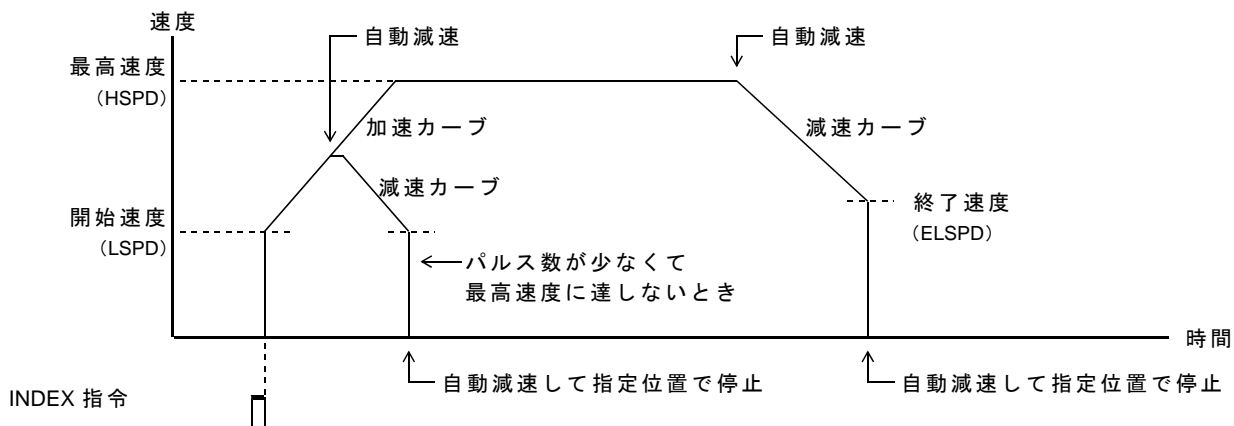 速度
自動減速
自動減速
最高速度
(HSPD)
加速カーブ
減速カーブ
減速カーブ
開始速度
(LSPD)
終了速度
(ELSPD)
パルス数が少なくて
最高速度に達しないとき
時間
自動減速して指定位置で停止
自動減速して指定位置で停止
INDEX 指令